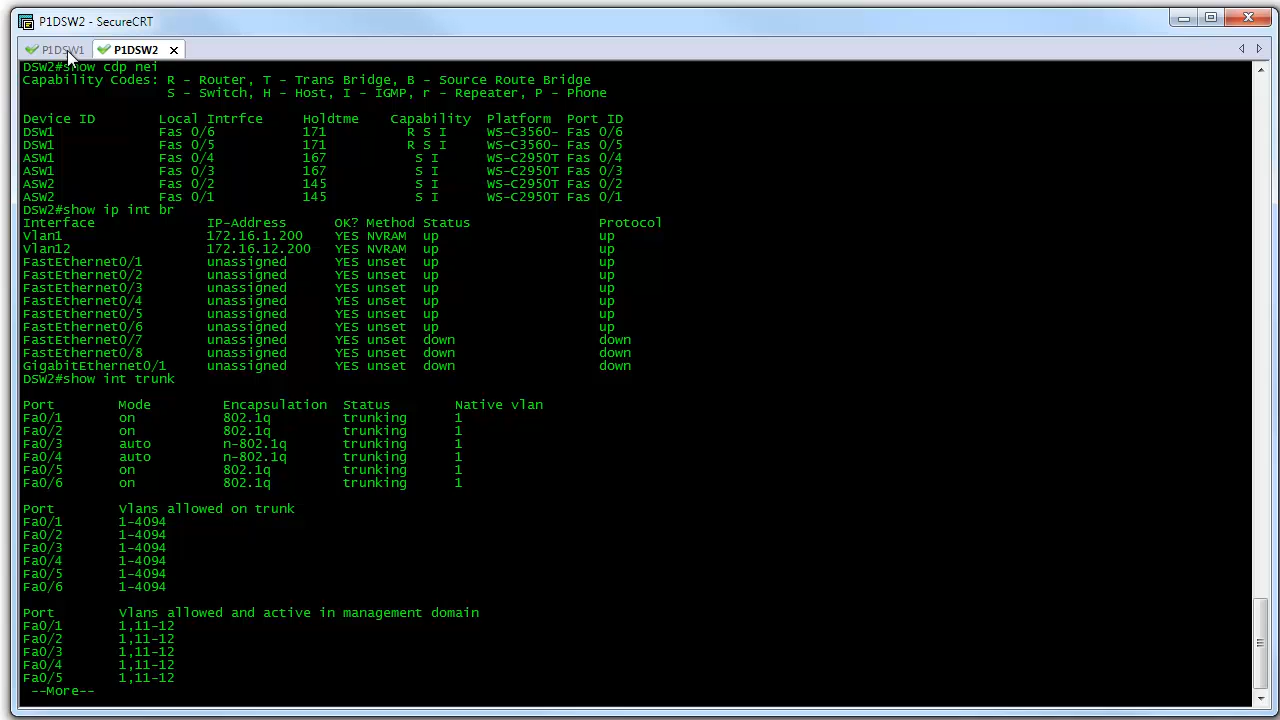 P1DSW2 - SecureCRT
P1DSW1 P1DSW2
DSW2#show cdp nei
Capability Codes: R - Router, T - Trans Bridge, B - Source Route Bridge
S - Switch, H - Host, I - IGMP, r - Repeater, P - Phone
Device ID Local Intrfce Holdtme Capability Platform Port ID
DSW1 Fas 0/6 171 R S I WS-C3560- Fas 0/6
DSW1 Fas 0/5 171 R S I WS-C3560- Fas 0/5
ASW1 Fas 0/4 167 S I WS-C2950T Fas 0/4
ASW1 Fas 0/3 167 S I WS-C2950T Fas 0/3
ASW2 Fas 0/2 145 S I WS-C2950T Fas 0/2
ASW2 Fas 0/1 145 S I WS-C2950T Fas 0/1
DSW2#show ip int br
Interface IP-Address OK? Method Status Protocol
Vlan1 172.16.1.200 YES NVRAM up up
Vlan12 172.16.12.200 YES NVRAM up up
FastEthernet0/1 unassigned YES unset up up
FastEthernet0/2 unassigned YES unset up up
FastEthernet0/3 unassigned YES unset up up
FastEthernet0/4 unassigned YES unset up up
FastEthernet0/5 unassigned YES unset up up
FastEthernet0/6 unassigned YES unset up up
FastEthernet0/7 unassigned YES unset down down
FastEthernet0/8 unassigned YES unset down down
GigabitEthernet0/1 unassigned YES unset down down
DSW2#show int trunk
Port Mode Encapsulation Status Native vlan
Fa0/1 on 802.1q trunking 1
Fa0/2 on 802.1q trunking 1
Fa0/3 auto n-802.1q trunking 1
Fa0/4 auto n-802.1q trunking 1
Fa0/5 on 802.1q trunking 1
Fa0/6 on 802.1q trunking 1
Port Vlans allowed on trunk
Fa0/1 1-4094
Fa0/2 1-4094
Fa0/3 1-4094
Fa0/4 1-4094
Fa0/5 1-4094
Fa0/6 1-4094
Port Vlans allowed and active in management domain
Fa0/1 1,11-12
Fa0/2 1,11-12
Fa0/3 1,11-12
Fa0/4 1,11-12
Fa0/5 1,11-12
--More--